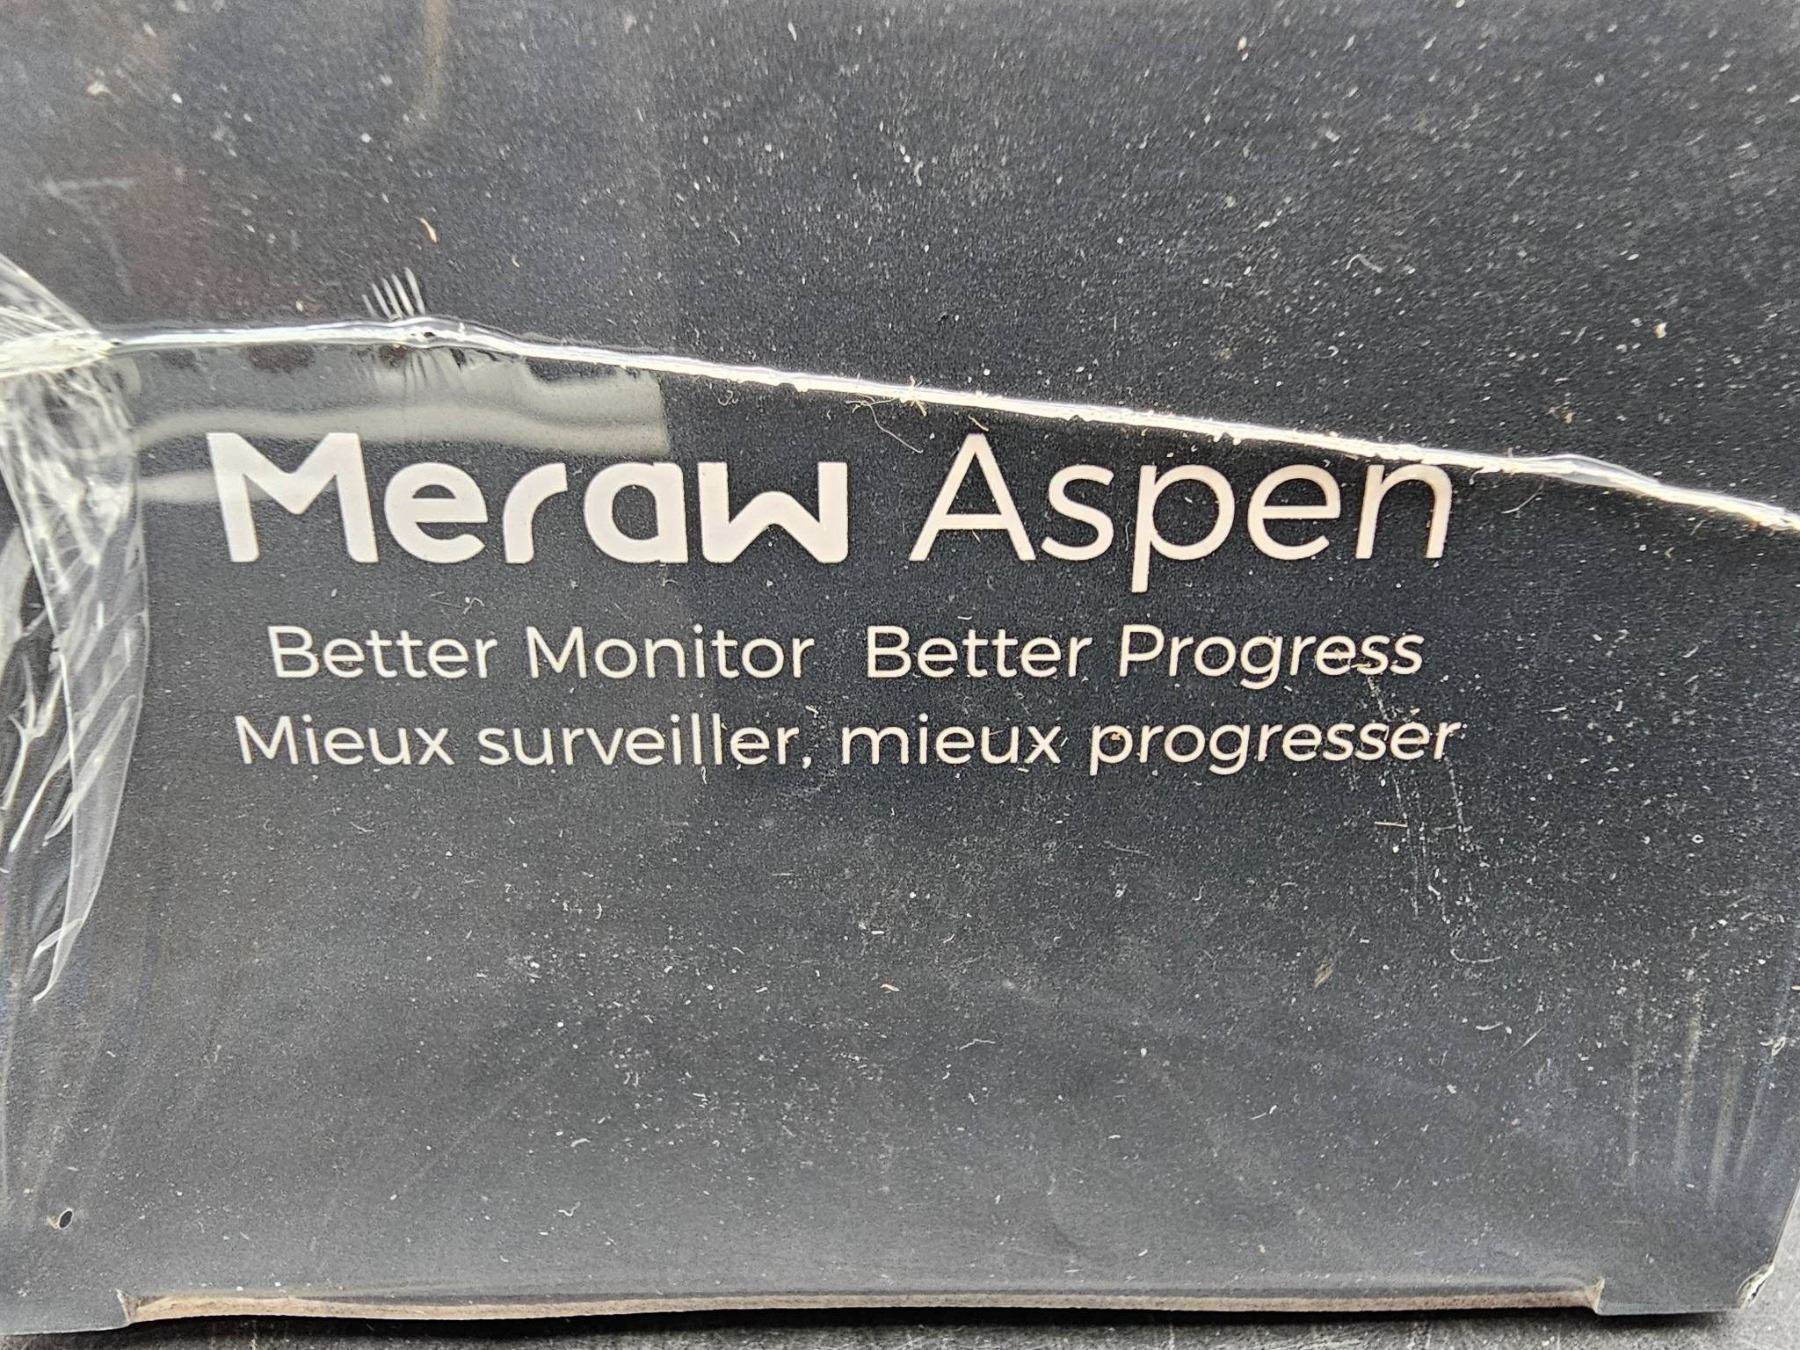 Meraw Aspen
Better Monitor Better Progress
Mieux surveiller, mieux progresser